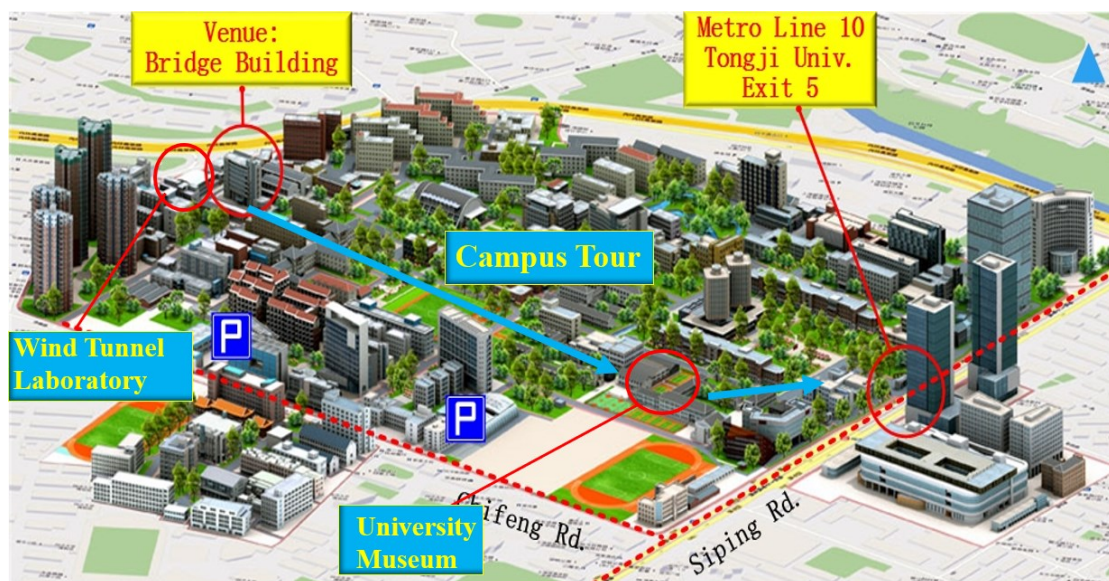 Venue:
Bridge Building
Metro Line 10
Tongji Univ.
Exit 5
Campus Tour
Wind Tunnel
Laboratory
P
P
University
Museum
Chifeng Rd.
Siping Rd.